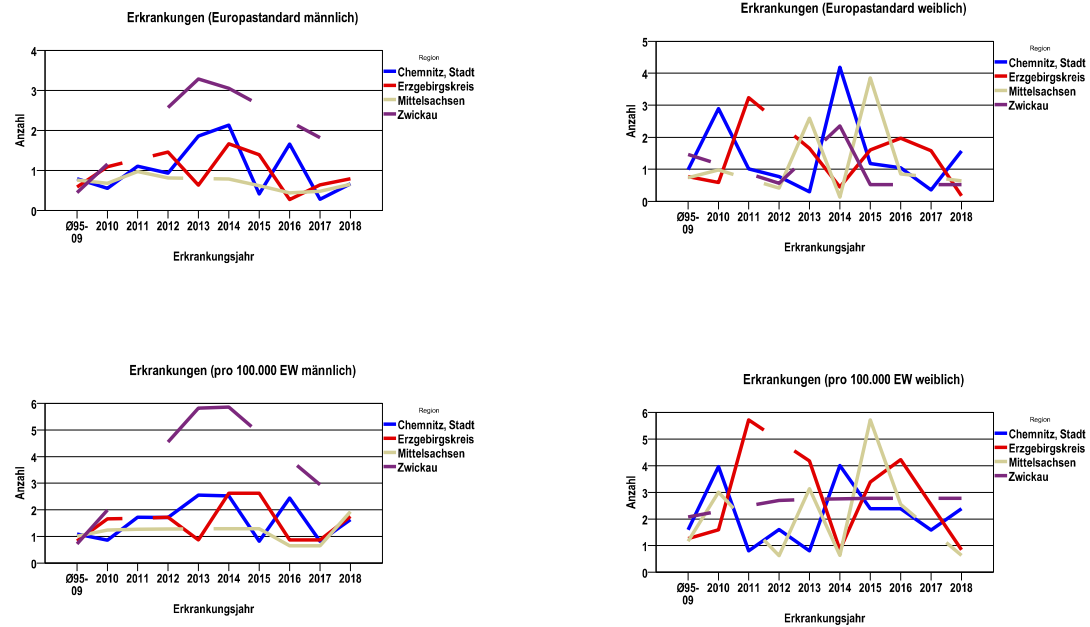 Erkrankungen (Europastandard männlich)
4
3
2
1
0
Anzahl
Ø95-09 2010 2011 2012 2013 2014 2015 2016 2017 2018
Erkrankungsjahr
Region
Chemnitz, Stadt
Erzgebirgskreis
Mittelsachsen
Zwickau
Erkrankungen (Europastandard weiblich)
5
4
3
2
1
0
Anzahl
Ø95-09 2010 2011 2012 2013 2014 2015 2016 2017 2018
Erkrankungsjahr
Region
Chemnitz, Stadt
Erzgebirgskreis
Mittelsachsen
Zwickau
Erkrankungen (pro 100.000 EW männlich)
6
5
4
3
2
1
0
Anzahl
Ø95-09 2010 2011 2012 2013 2014 2015 2016 2017 2018
Erkrankungsjahr
Region
Chemnitz, Stadt
Erzgebirgskreis
Mittelsachsen
Zwickau
Erkrankungen (pro 100.000 EW weiblich)
6
5
4
3
2
1
0
Anzahl
Ø95-09 2010 2011 2012 2013 2014 2015 2016 2017 2018
Erkrankungsjahr
Region
Chemnitz, Stadt
Erzgebirgskreis
Mittelsachsen
Zwickau